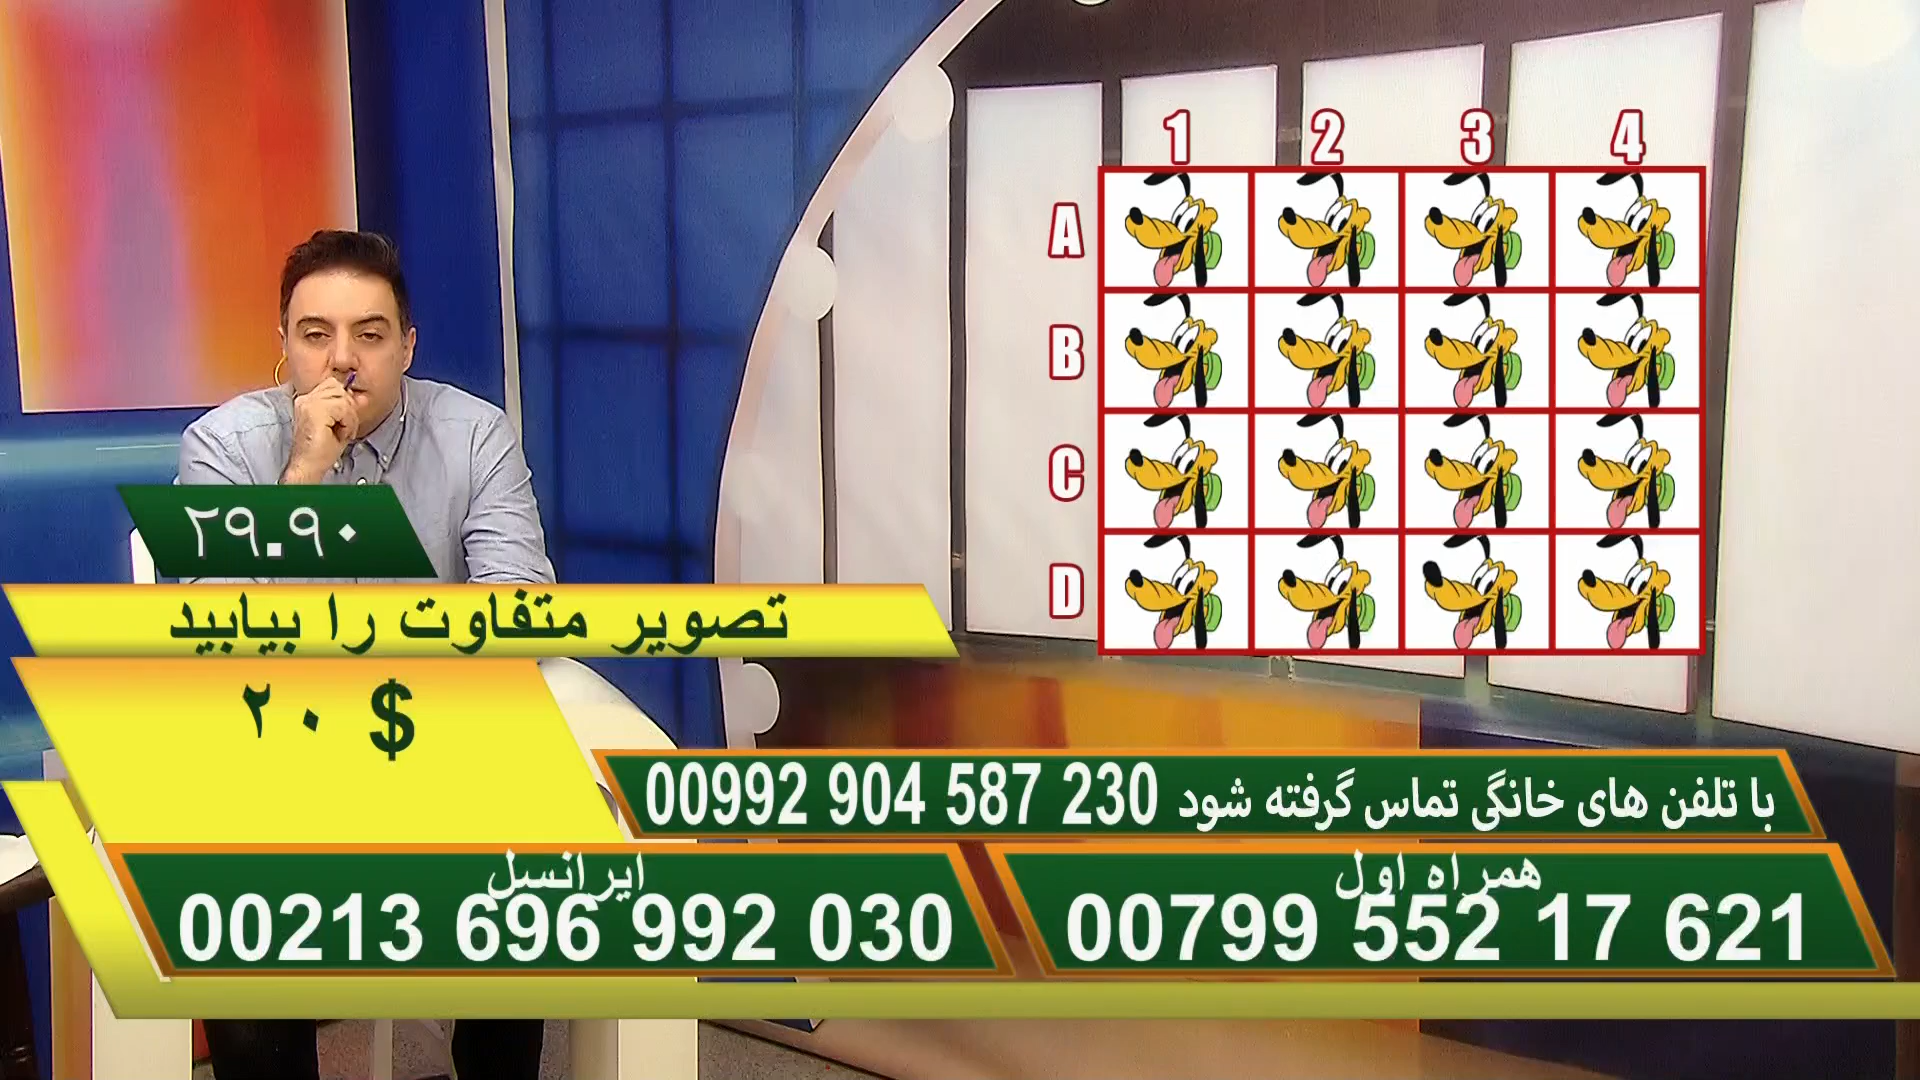 1 2 3 4
A
B
C
D
۲۹.۹۰
تصویر متفاوت را بیابید
۲۰ $
با تلفن های خانگی تماس گرفته شود 00992 904 587 230
ایرانسل
00213 696 992 030
همراه اول
00799 552 17 621